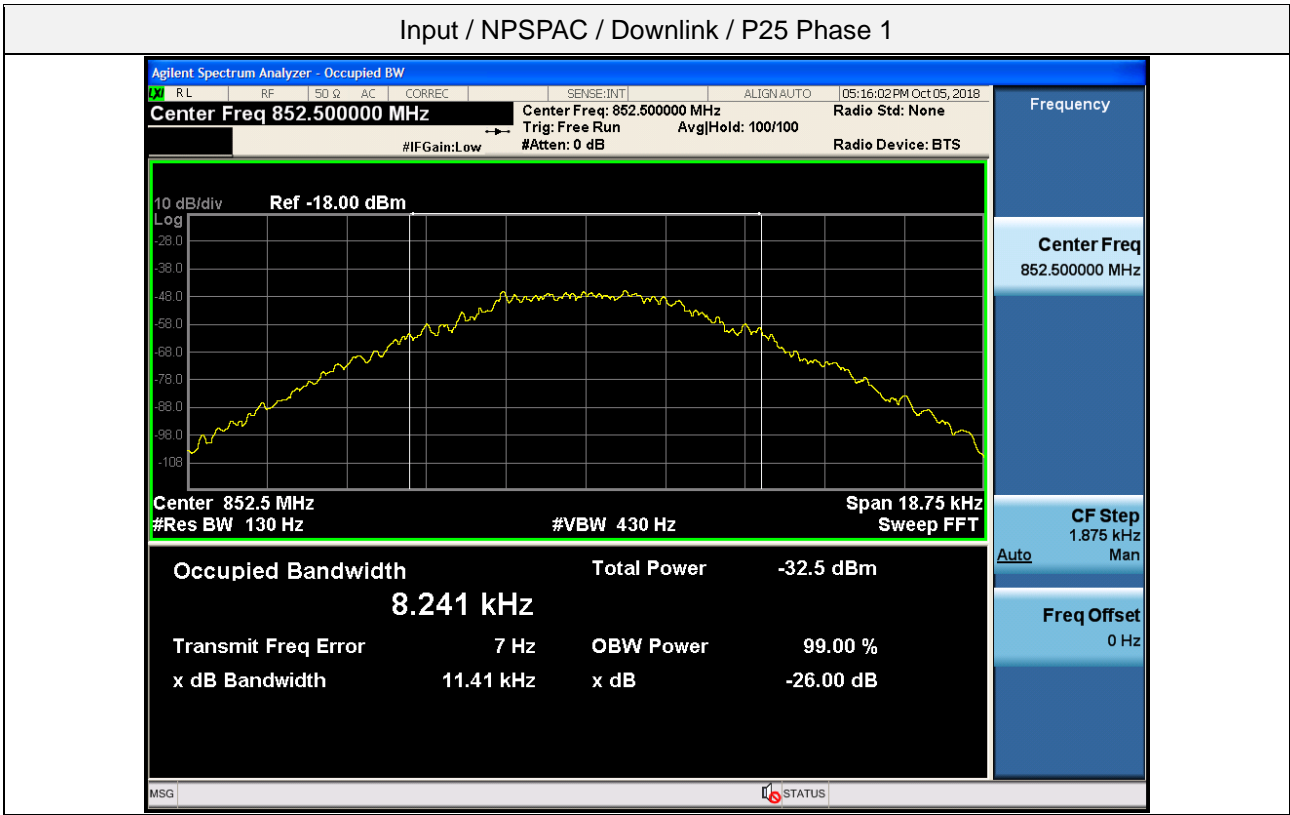 Input / NPSPAC / Downlink / P25 Phase 1
Agilent Spectrum Analyzer - Occupied BW
LXI RL RF 50 Ω AC CORREC SENSE:INT ALIGN AUTO 05:16:02 PM Oct 05, 2018
Center Freq 852.500000 MHz
Center Freq: 852.500000 MHz
Radio Std: None
Trig: Free Run Avg|Hold: 100/100
#IFGain:Low
#Atten: 0 dB
Radio Device: BTS
Frequency
10 dB/div Ref -18.00 dBm
Log
-28.0
-38.0
-48.0
-58.0
-68.0
-78.0
-88.0
-98.0
-108
Center 852.5 MHz
Span 18.75 kHz
#Res BW 130 Hz
#VBW 430 Hz
Sweep FFT
Occupied Bandwidth
8.241 kHz
Total Power -32.5 dBm
Transmit Freq Error 7 Hz
OBW Power 99.00 %
x dB Bandwidth 11.41 kHz
x dB -26.00 dB
Center Freq
852.500000 MHz
CF Step
1.875 kHz
Auto Man
Freq Offset
0 Hz
MSG
STATUS